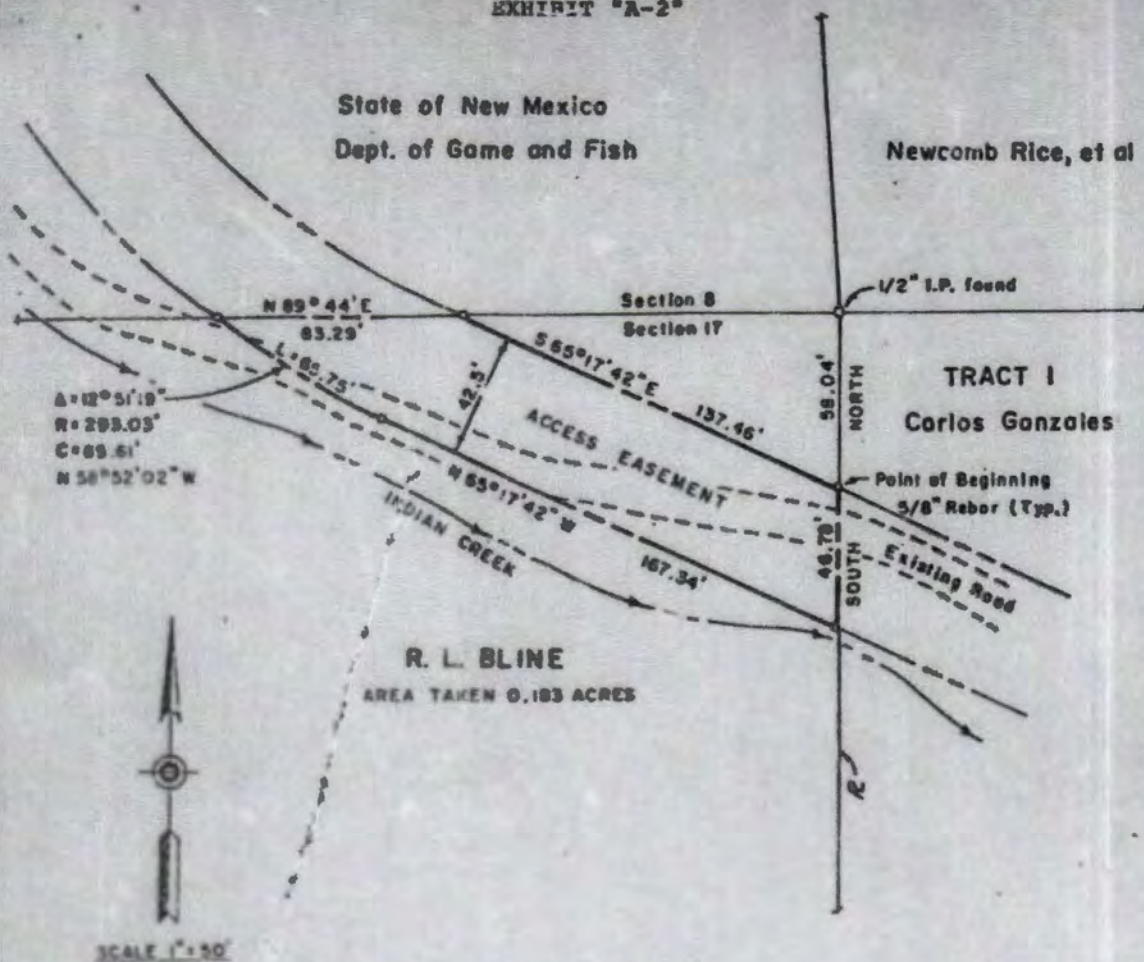 EXHIBIT "A-2"
State of New Mexico
Dept. of Game and Fish
Newcomb Rice, et al
1/2" I.P. found
N 89° 44' E
83.29'
Section 8
Section 17
S 65° 17' 42" E
137.46'
L=65.75'
42.5'
Δ=12° 51' 19"
R=293.03'
C=65.61'
N 58° 52' 02" W
ACCESS EASEMENT
NORTH
TRACT I
Carlos Gonzales
Point of Beginning
5/8" Rebar (Typ.)
N 65° 17' 42" W
167.34'
SOUTH
Existing Road
INDIAN CREEK
R. L. BLINE
AREA TAKEN 0.183 ACRES
SCALE 1"=50'